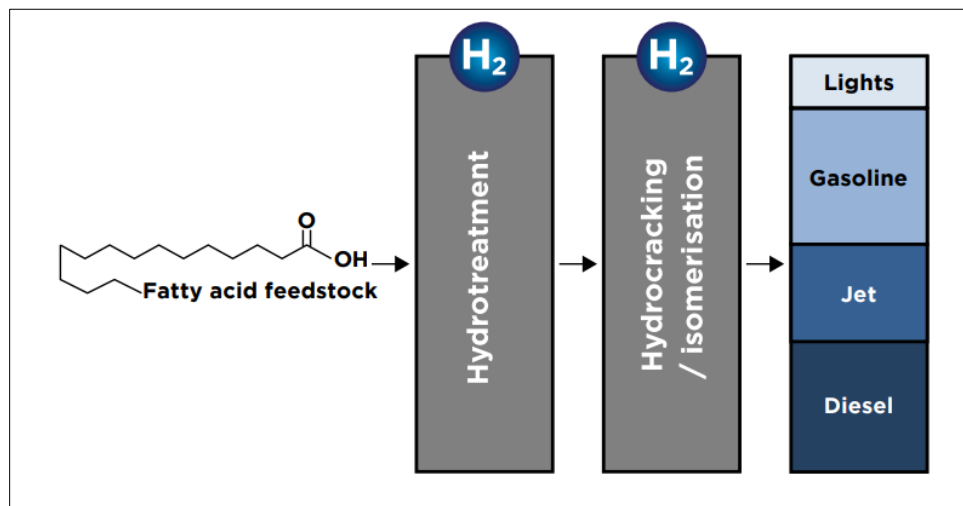 O
OH
Fatty acid feedstock
H₂
Hydrotreatment
H₂
Hydrocracking
/ isomerisation
Lights
Gasoline
Jet
Diesel